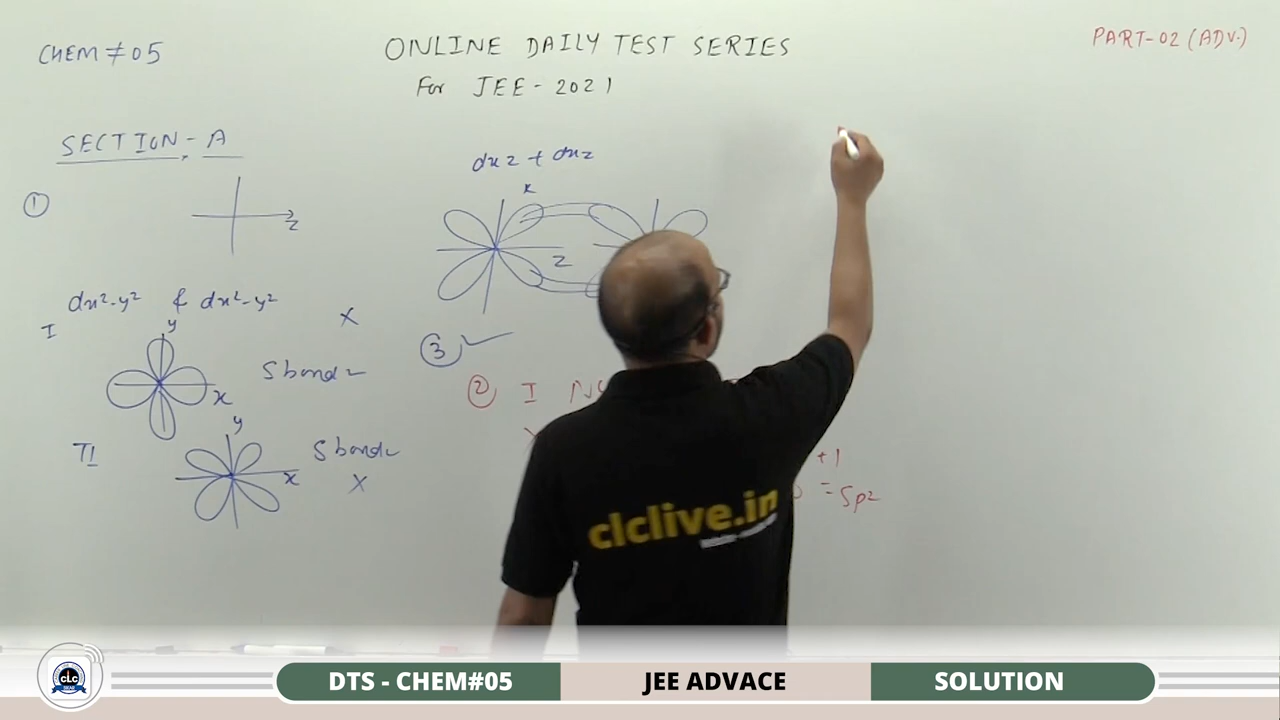 CHEM # 05
ONLINE DAILY TEST SERIES
For JEE - 2021
PART-02 (ADV.)
SECTION - A
①
z
dx²-y² & dx²-y²
I
y
x
X
δ bond
II
y
x
δ bond
X
dxz + dxz
x
z
③
② I
+1
= Sp²
clclive.in
CLC
DTS - CHEM#05
JEE ADVACE
SOLUTION